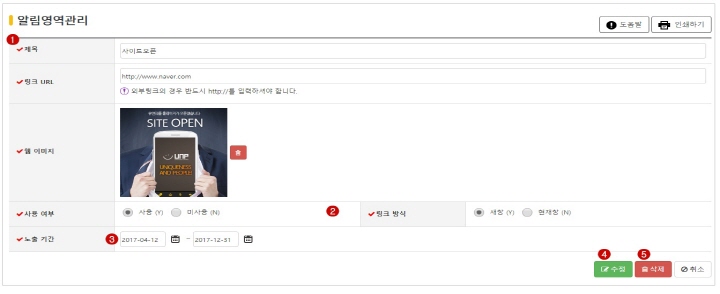 알림영역관리
도움말 인쇄하기
1
제목 사이트오픈
링크 URL http://www.naver.com
외부링크의 경우 반드시 http://를 입력하셔야 합니다.
웹 이미지
SITE OPEN
UNP
UNIQUENESS
AND PEOPLE
사용 여부 사용 (Y) 미사용 (N) 2 링크 방식 새창 (Y) 현재창 (N)
노출 기간 3 2017-04-12 ~ 2017-12-31
4 5
수정 삭제 취소